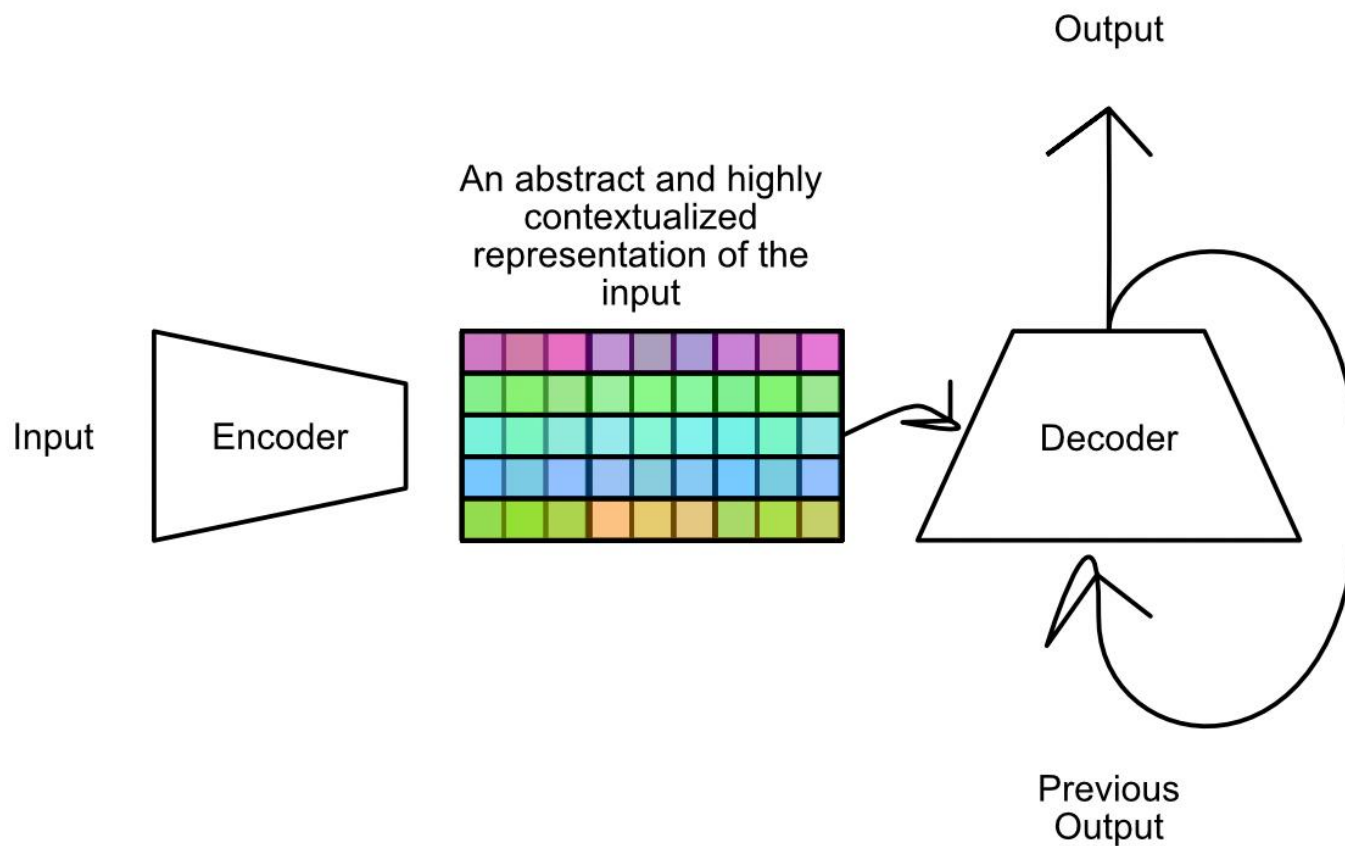 Output
An abstract and highly
contextualized
representation of the
input
Input
Encoder
Decoder
Previous
Output